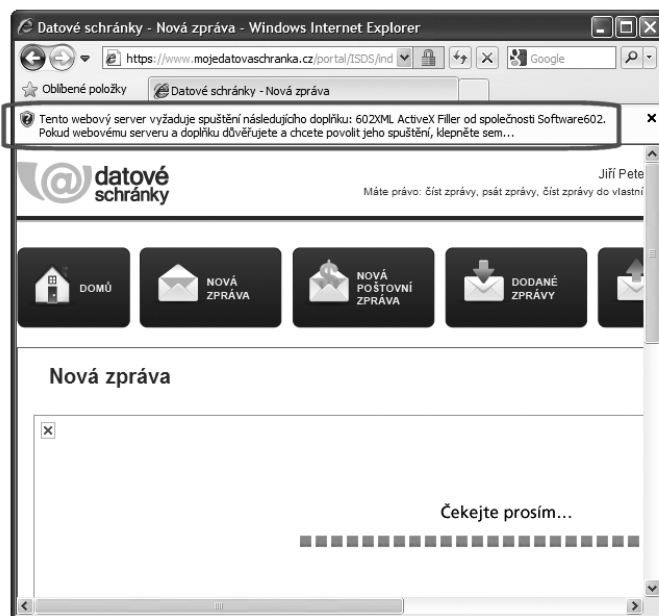 Datové schránky - Nová zpráva - Windows Internet Explorer
https://www.mojedatovaschranka.cz/portal/ISDS/ind
Google
Oblíbené položky
Datové schránky - Nová zpráva
Tento webový server vyžaduje spuštění následujícího doplňku: 602XML ActiveX Filler od společnosti Software602.
Pokud webovému serveru a doplňku důvěřujete a chcete povolit jeho spuštění, klepněte sem...
datové
schránky
Jiří Pete
Máte právo: číst zprávy, psát zprávy, číst zprávy do vlastní
DOMŮ
NOVÁ
ZPRÁVA
NOVÁ
POŠTOVNÍ
ZPRÁVA
DODANÉ
ZPRÁVY
Nová zpráva
Čekejte prosím...